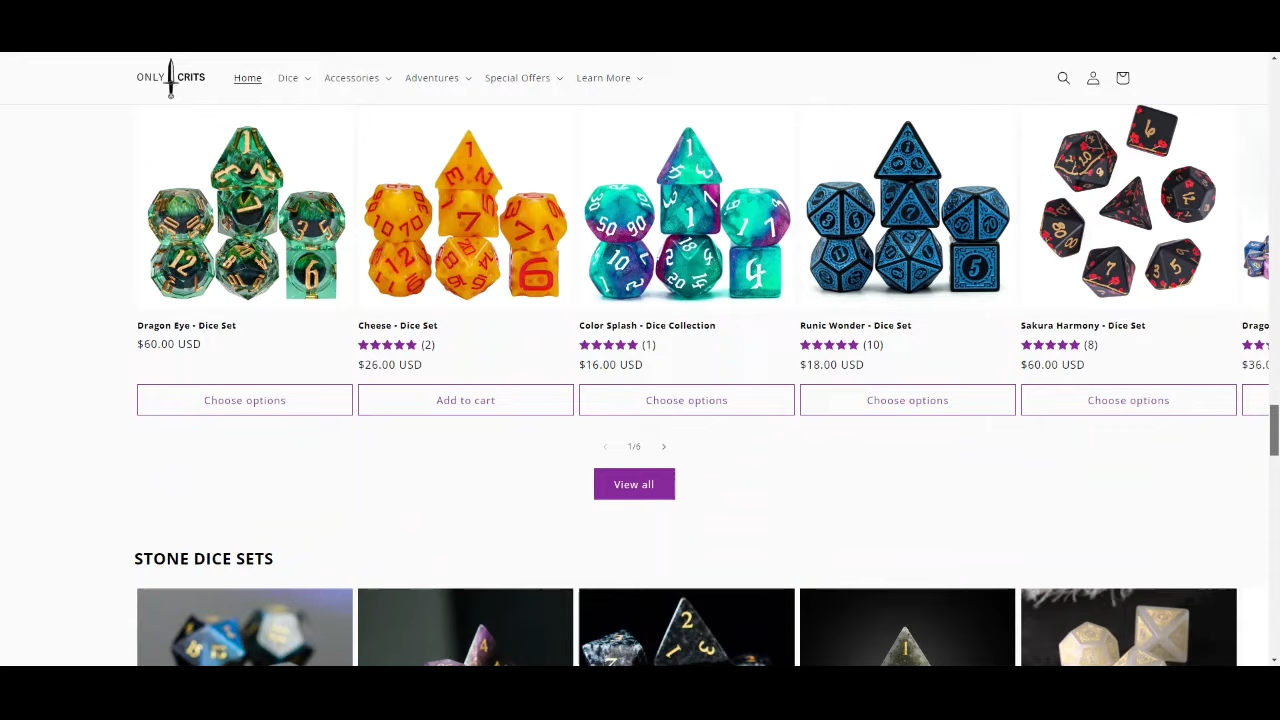 ONLY CRITS
Home Dice Accessories Adventures Special Offers Learn More
Dragon Eye - Dice Set
$60.00 USD
Choose options
Cheese - Dice Set
(2)
$26.00 USD
Add to cart
Color Splash - Dice Collection
(1)
$16.00 USD
Choose options
Runic Wonder - Dice Set
(10)
$18.00 USD
Choose options
Sakura Harmony - Dice Set
(8)
$60.00 USD
Choose options
Drago
$36.0
1/6
View all
STONE DICE SETS